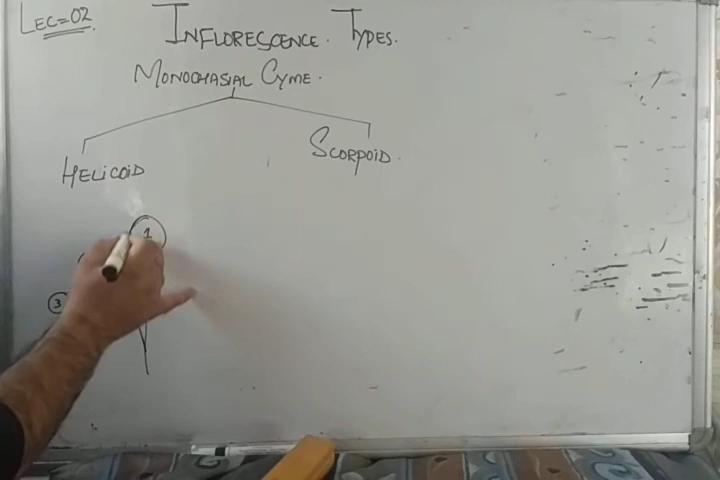 LEC=02.
INFLORESCENCE. TYPES.
MONOCHASIAL CYME.
HELICOID
SCORPOID.
1
3